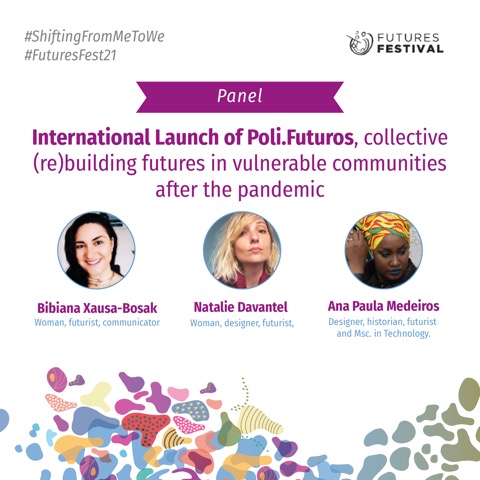 #ShiftingFromMeToWe
#FuturesFest21
FUTURES
FESTIVAL
Panel
International Launch of Poli.Futuros, collective
(re)building futures in vulnerable communities
after the pandemic
Bibiana Xausa-Bosak
Woman, futurist, communicator
Natalie Davantel
Woman, designer, futurist,
Ana Paula Medeiros
Designer, historian, futurist
and Msc. in Technology.